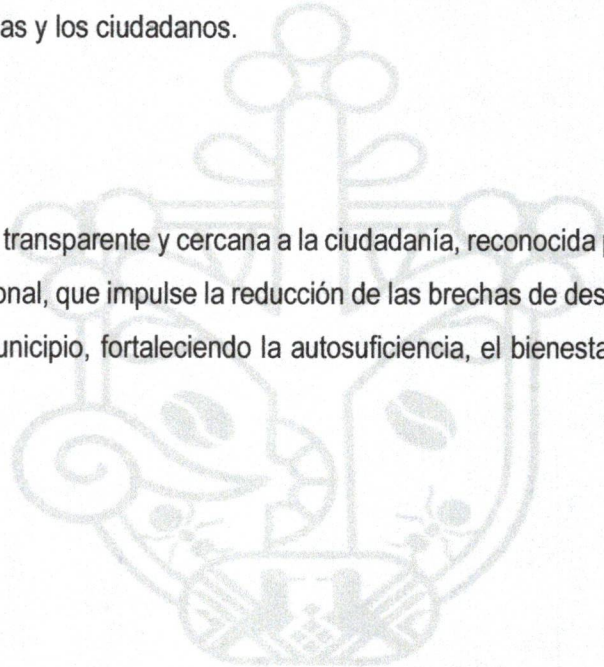 as y los ciudadanos.
transparente y cercana a la ciudadanía, reconocida
onal, que impulse la reducción de las brechas de des
unicipio, fortaleciendo la autosuficiencia, el bienesta